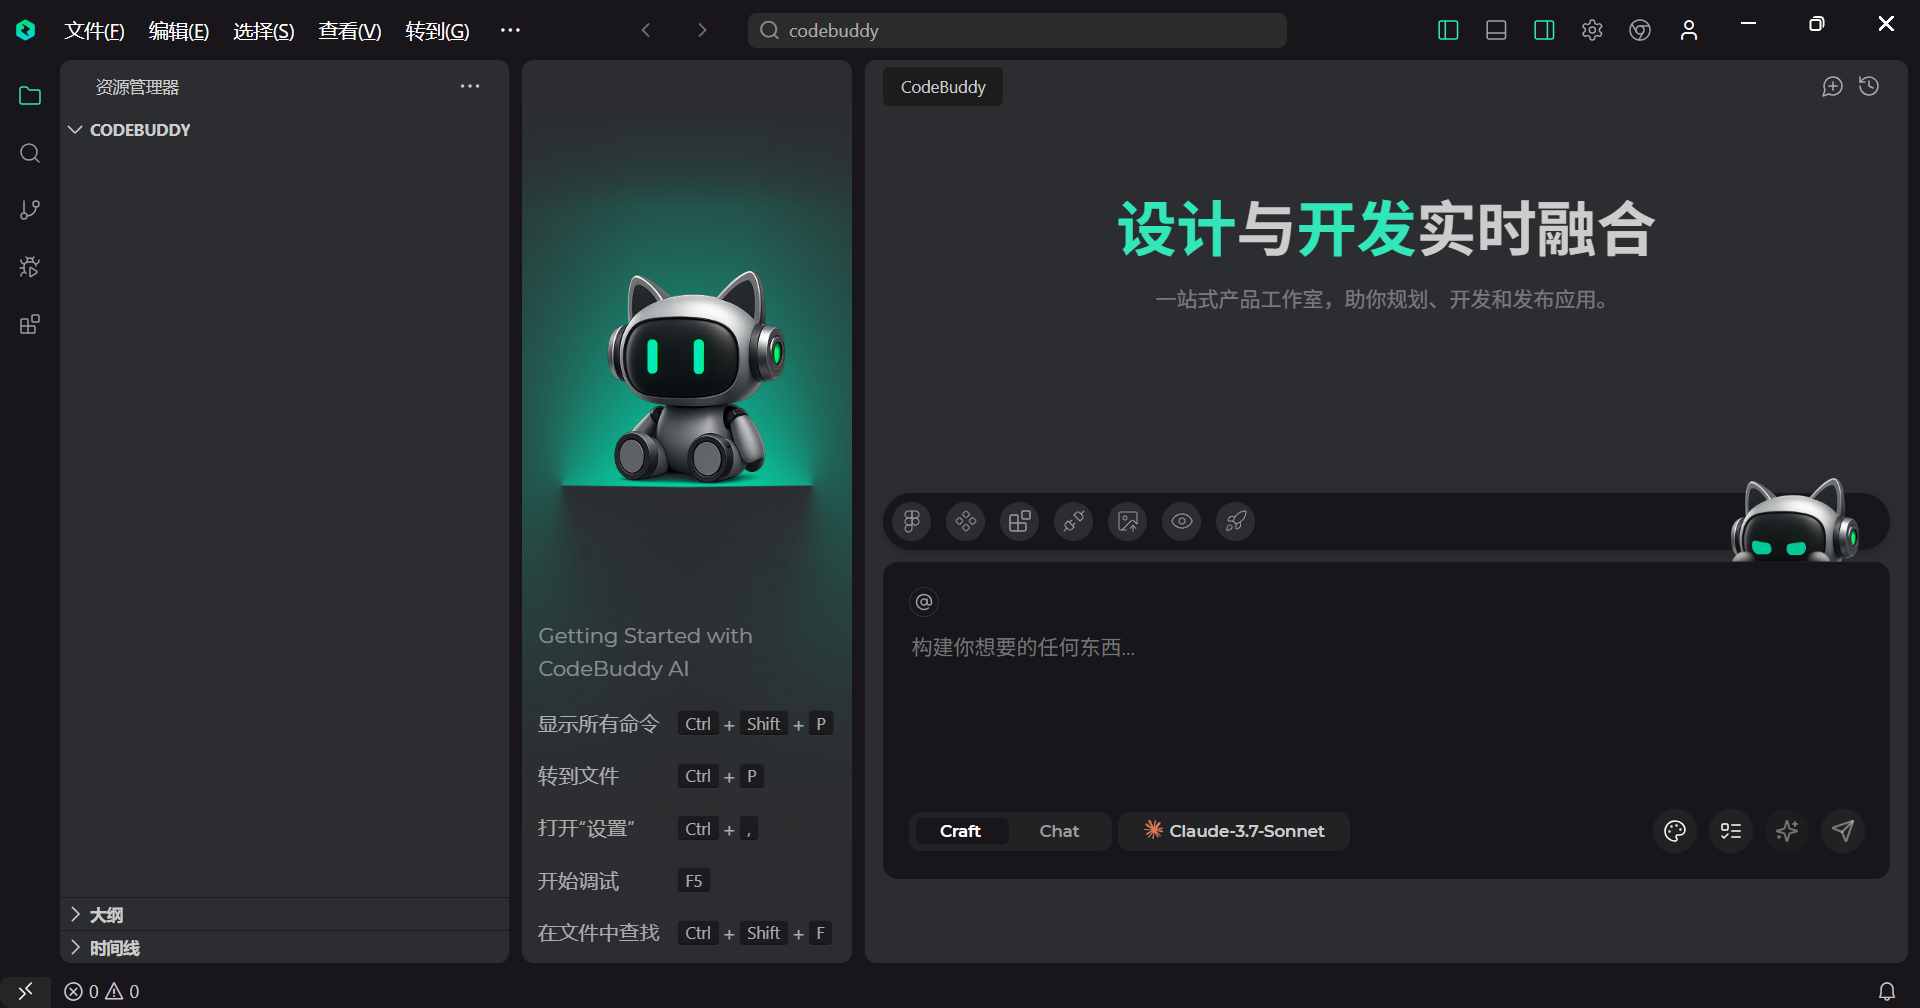 文件(F) 编辑(E) 选择(S) 查看(V) 转到(G) ··· codebuddy
资源管理器 ···
CODEBUDDY
大纲
时间线
Getting Started with
CodeBuddy AI
显示所有命令 Ctrl + Shift + P
转到文件 Ctrl + P
打开“设置” Ctrl + ,
开始调试 F5
在文件中查找 Ctrl + Shift + F
CodeBuddy
设计与开发实时融合
一站式产品工作室，助你规划、开发和发布应用。
@
构建你想要的任何东西...
Craft Chat Claude-3.7-Sonnet
0 0